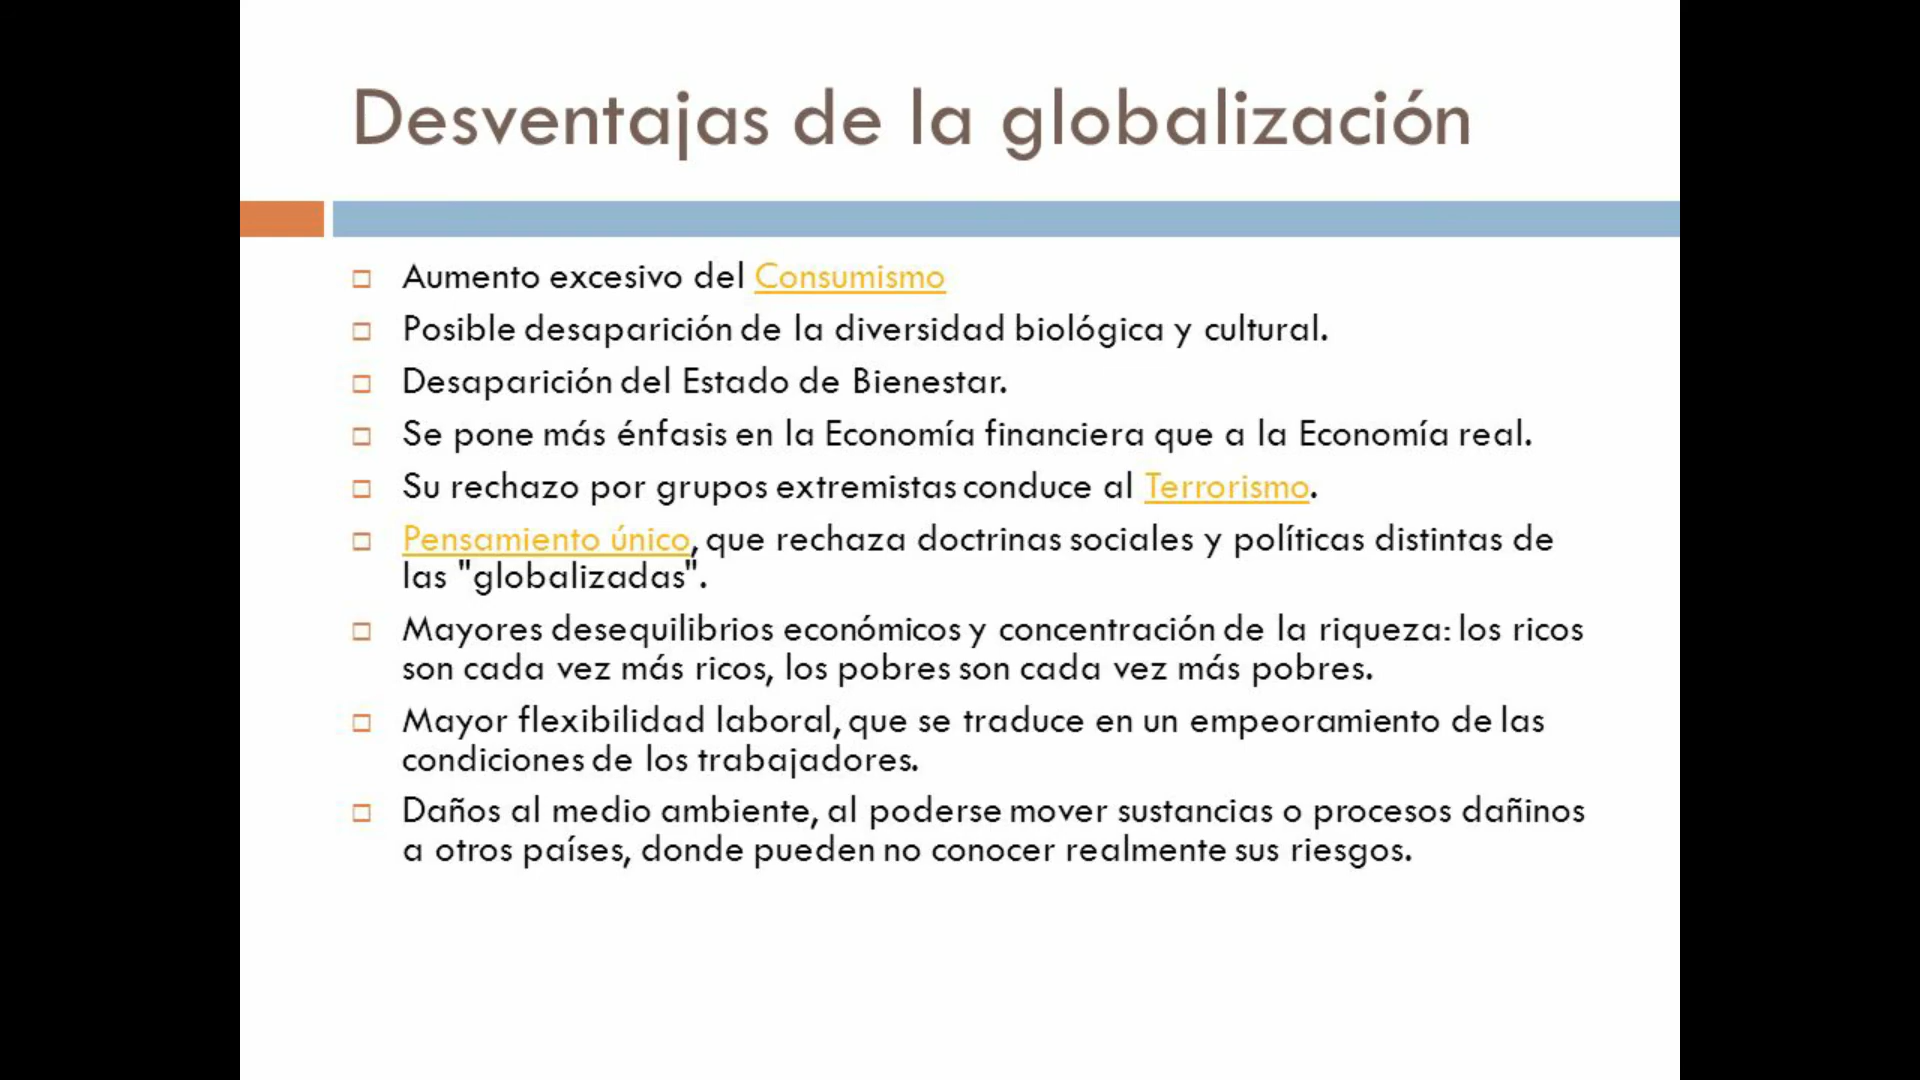 Desventajas de la globalización
Aumento excesivo del Consumismo
Posible desaparición de la diversidad biológica y cultural.
Desaparición del Estado de Bienestar.
Se pone más énfasis en la Economía financiera que a la Economía real.
Su rechazo por grupos extremistas conduce al Terrorismo.
Pensamiento único, que rechaza doctrinas sociales y políticas distintas de
las "globalizadas".
Mayores desequilibrios económicos y concentración de la riqueza: los ricos
son cada vez más ricos, los pobres son cada vez más pobres.
Mayor flexibilidad laboral, que se traduce en un empeoramiento de las
condiciones de los trabajadores.
Daños al medio ambiente, al poderse mover sustancias o procesos dañinos
a otros países, donde pueden no conocer realmente sus riesgos.